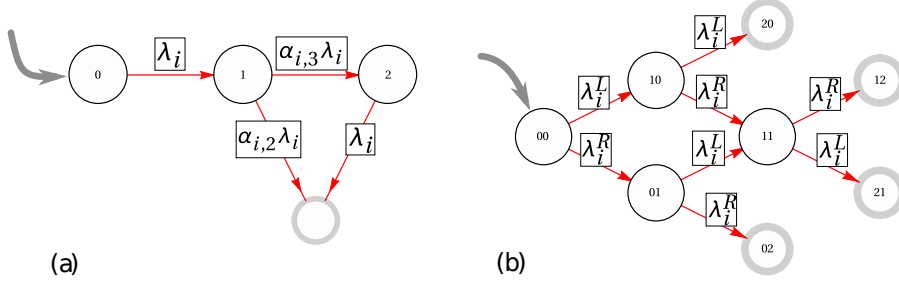 0
λ_i
1
α_{i,3}λ_i
2
α_{i,2}λ_i
λ_i
(a)
00
λ_i^L
λ_i^R
10
01
λ_i^L
λ_i^R
λ_i^L
λ_i^R
20
11
02
λ_i^R
λ_i^L
12
21
(b)